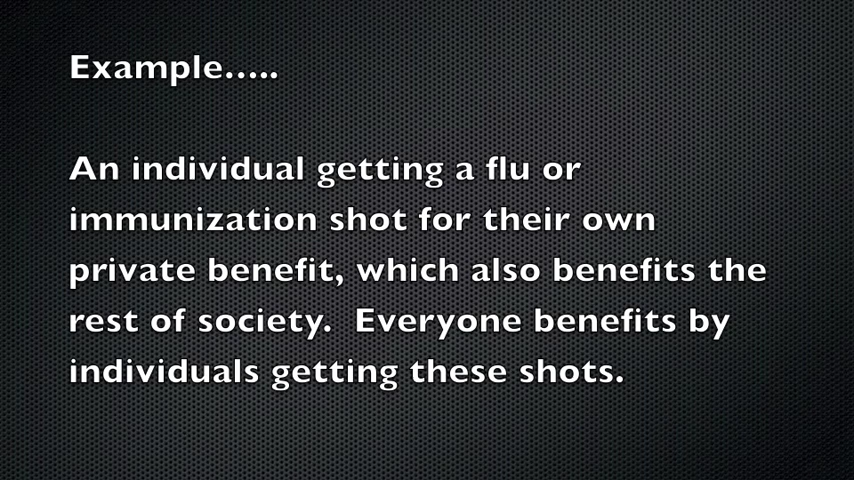 Example.....
An individual getting a flu or
immunization shot for their own
private benefit, which also benefits the
rest of society.  Everyone benefits by
individuals getting these shots.